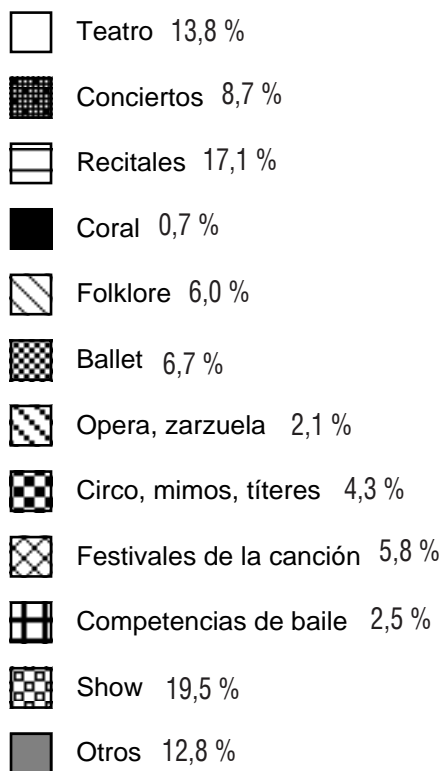 Teatro 13,8 %
Conciertos 8,7 %
Recitales 17,1 %
Coral 0,7 %
Folklore 6,0 %
Ballet 6,7 %
Opera, zarzuela 2,1 %
Circo, mimos, títeres 4,3 %
Festivales de la canción 5,8 %
Competencias de baile 2,5 %
Show 19,5 %
Otros 12,8 %